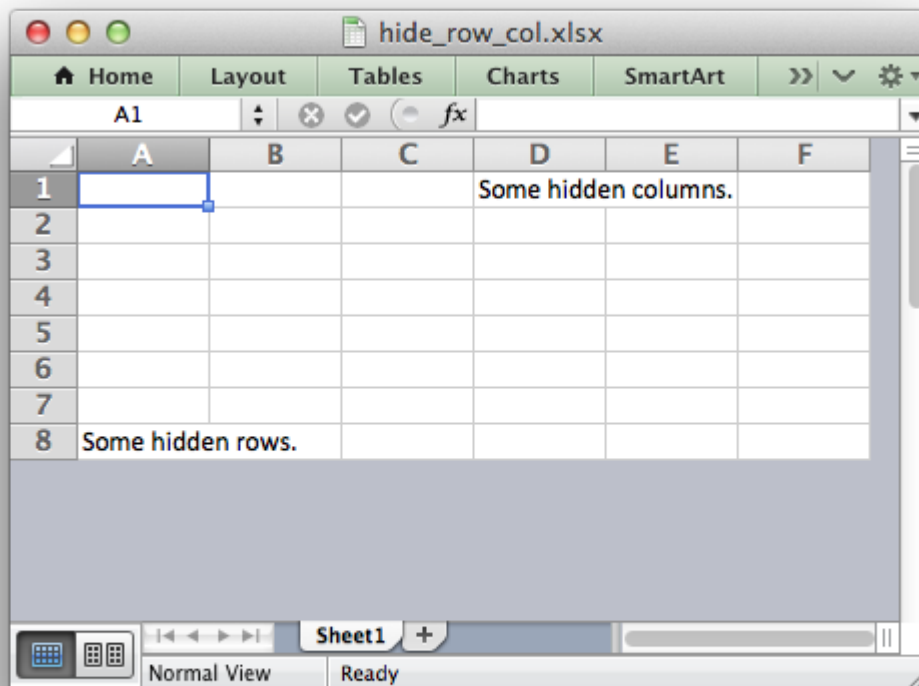 hide_row_col.xlsx
Home Layout Tables Charts SmartArt
A1 fx
A B C D E F
1 Some hidden columns.
2
3
4
5
6
7
8 Some hidden rows.
Sheet1 +
Normal View Ready